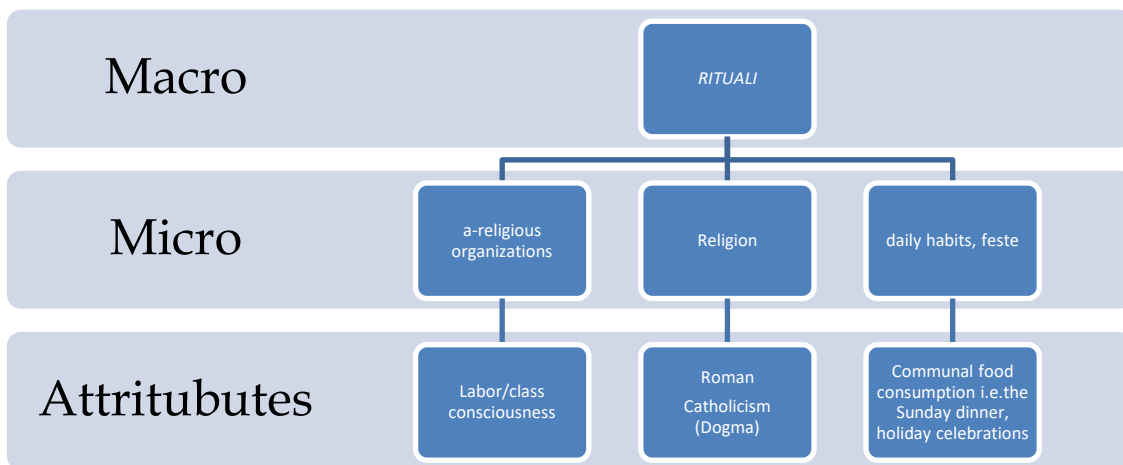 Macro
RITUALI
Micro
a-religious
organizations
Religion
daily habits, feste
Attritubutes
Labor/class
consciousness
Roman
Catholicism
(Dogma)
Communal food
consumption i.e.the
Sunday dinner,
holiday celebrations